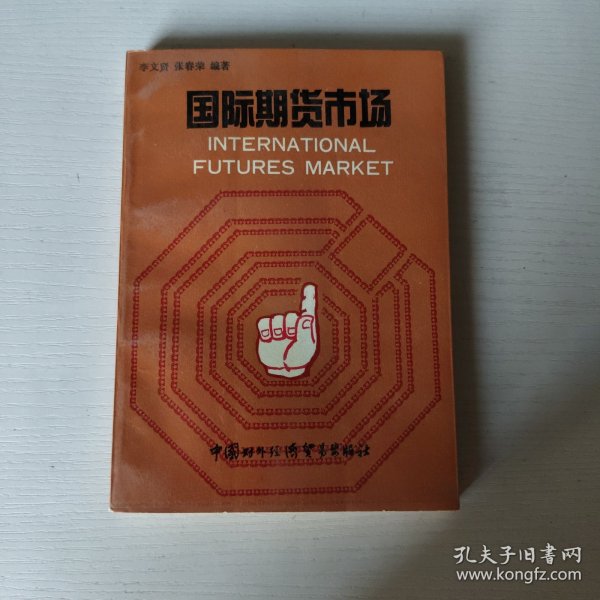 李文贤 张春荣 编著
国际期货市场
INTERNATIONAL
FUTURES MARKET
中国对外经济贸易出版社
孔夫子旧书网
www.kongfz.com